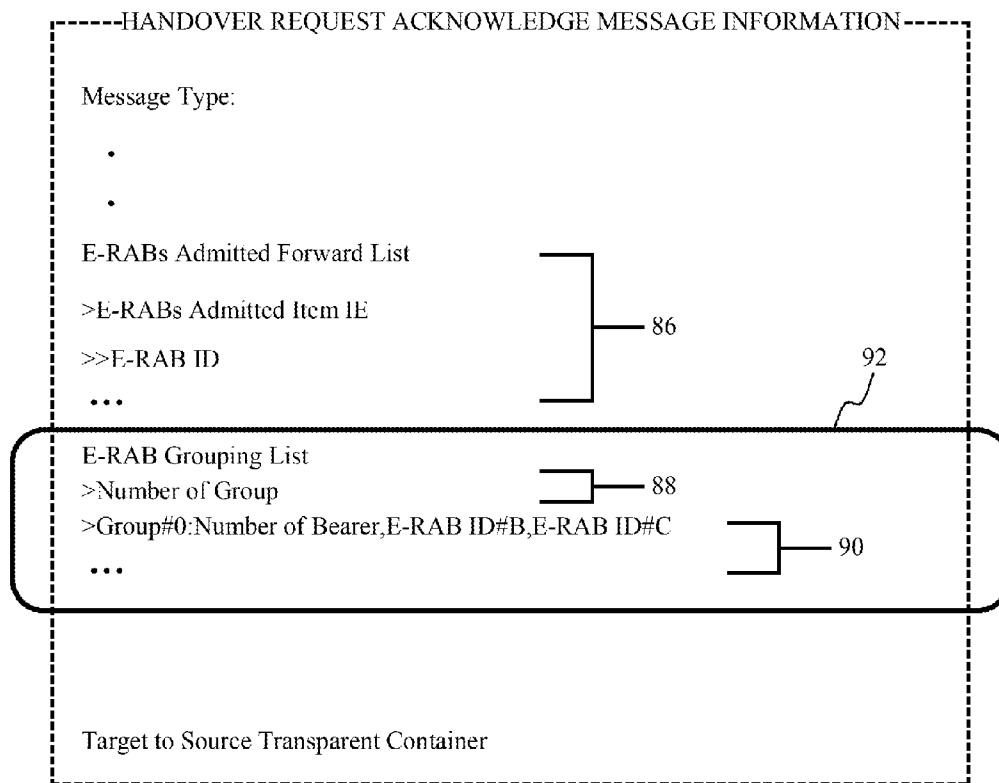 HANDOVER REQUEST ACKNOWLEDGE MESSAGE INFORMATION
Message Type:
.
.
E-RABs Admitted Forward List
>E-RABs Admitted Item IE
86
>>E-RAB ID
92
...
E-RAB Grouping List
>Number of Group
88
>Group#0:Number of Bearer,E-RAB ID#B,E-RAB ID#C
90
...
Target to Source Transparent Container